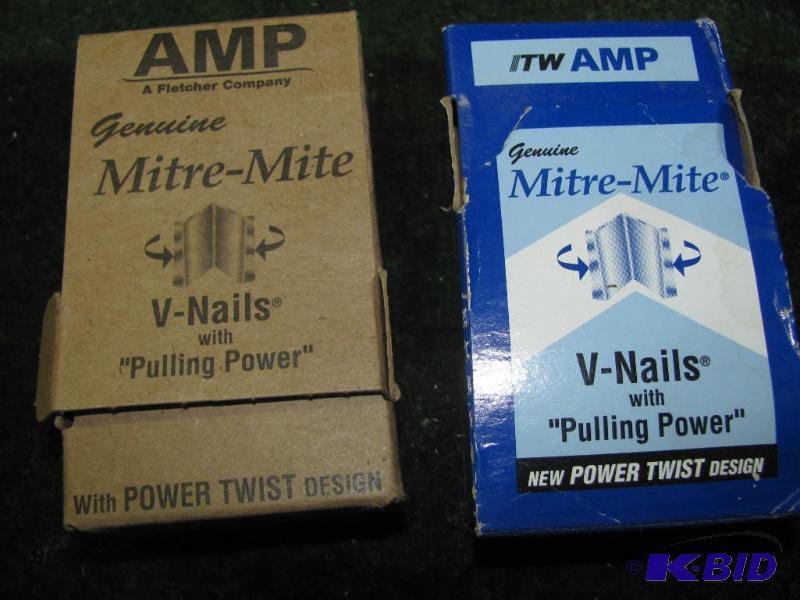 AMP
A Fletcher Company
Genuine
Mitre-Mite
V-Nails®
with
"Pulling Power"
With POWER TWIST DESIGN
ITW AMP
Genuine
Mitre-Mite®
V-Nails®
with
"Pulling Power"
NEW POWER TWIST DESIGN
© K-BID